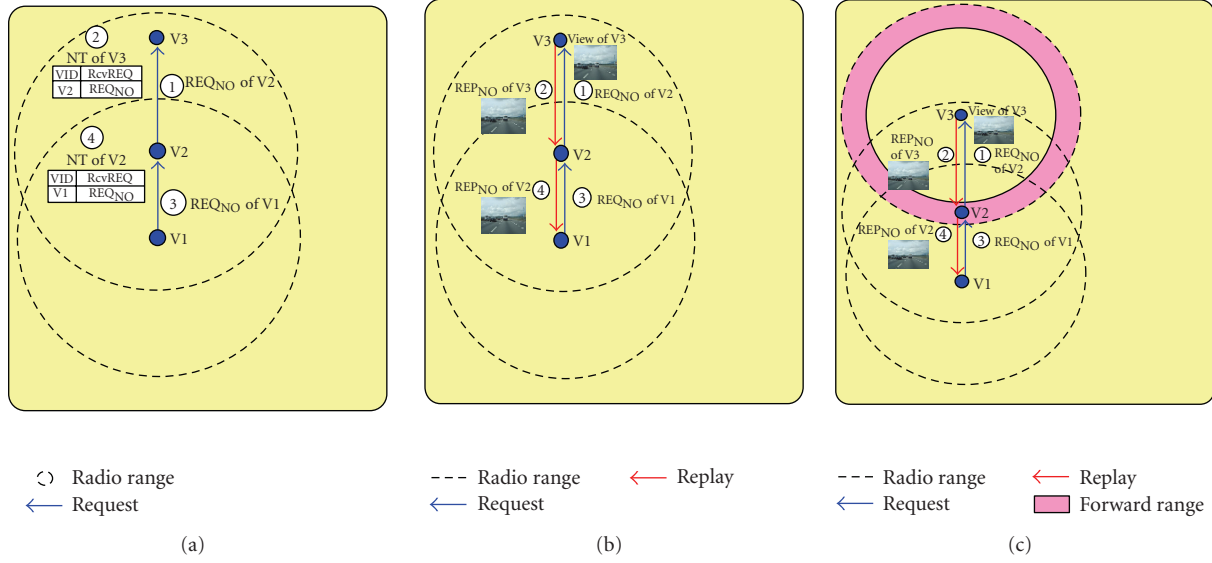 2
V3
NT of V3
VID RcvREQ
V2 REQNO
1
REQNO of V2
4
V2
NT of V2
VID RcvREQ
V1 REQNO
3
REQNO of V1
V1
Radio range
Request
(a)
V3
View of V3
REPNO of V3
2
1
REQNO of V2
V2
REPNO of V2
4
3
REQNO of V1
V1
Radio range
Replay
Request
(b)
V3
View of V3
REPNO
of V3
2
1
REQNO
of V2
V2
REPNO of V2
4
3
REQNO of V1
V1
Radio range
Replay
Request
Forward range
(c)